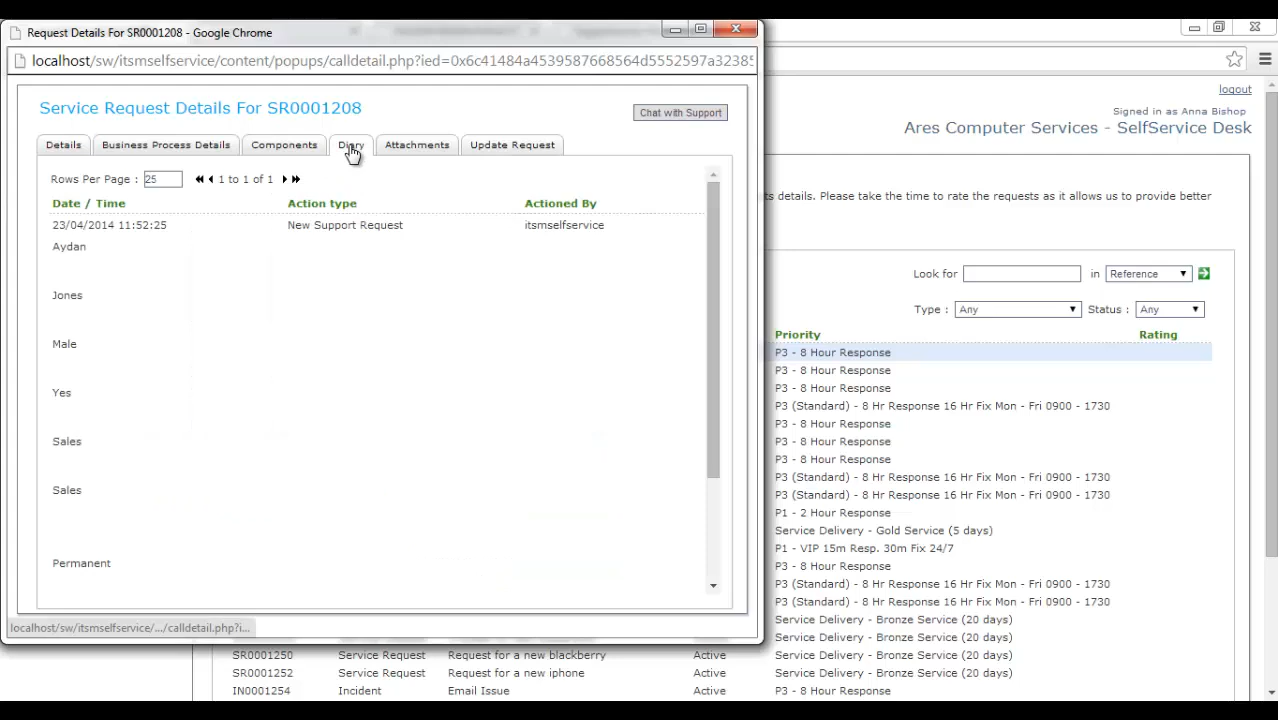 Request Details For SR0001208 - Google Chrome
localhost/sw/itsmselfservice/content/popups/calldetail.php?ied=0x6c41484a4539587668564d5552597a32385
Service Request Details For SR0001208
Chat with Support
Details
Business Process Details
Components
Diary
Attachments
Update Request
Rows Per Page : 25
1 to 1 of 1
Date / Time Action type Actioned By
23/04/2014 11:52:25 New Support Request itsmselfservice
Aydan
Jones
Male
Yes
Sales
Sales
Permanent
localhost/sw/itsmselfservice/.../calldetail.php?i...
logout
Signed in as Anna Bishop
Ares Computer Services - SelfService Desk
ts details. Please take the time to rate the requests as it allows us to provide better
Look for in Reference
Type : Any Status : Any
Priority Rating
P3 - 8 Hour Response
P3 - 8 Hour Response
P3 - 8 Hour Response
P3 (Standard) - 8 Hr Response 16 Hr Fix Mon - Fri 0900 - 1730
P3 - 8 Hour Response
P3 - 8 Hour Response
P3 - 8 Hour Response
P3 (Standard) - 8 Hr Response 16 Hr Fix Mon - Fri 0900 - 1730
P3 (Standard) - 8 Hr Response 16 Hr Fix Mon - Fri 0900 - 1730
P1 - 2 Hour Response
Service Delivery - Gold Service (5 days)
P1 - VIP 15m Resp. 30m Fix 24/7
P3 - 8 Hour Response
P3 (Standard) - 8 Hr Response 16 Hr Fix Mon - Fri 0900 - 1730
P3 (Standard) - 8 Hr Response 16 Hr Fix Mon - Fri 0900 - 1730
Service Delivery - Bronze Service (20 days)
Service Delivery - Bronze Service (20 days)
SR0001250 Service Request Request for a new blackberry Active Service Delivery - Bronze Service (20 days)
SR0001252 Service Request Request for a new iphone Active Service Delivery - Bronze Service (20 days)
IN0001254 Incident Email Issue Active P3 - 8 Hour Response